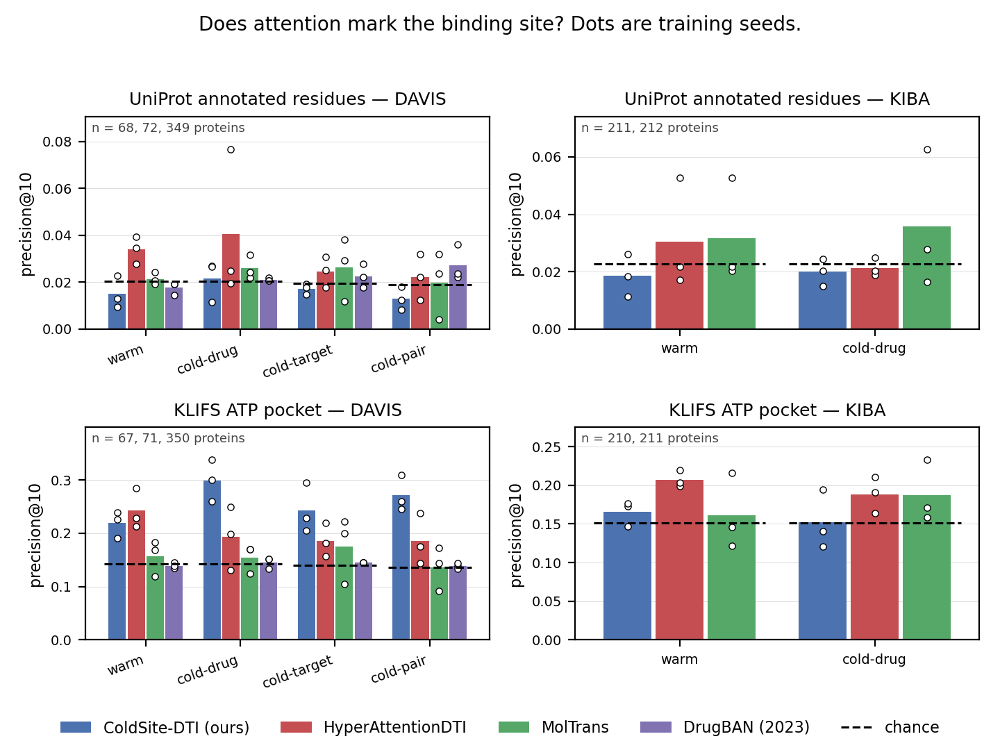 Does attention mark the binding site? Dots are training seeds.
UniProt annotated residues — DAVIS
n = 68, 72, 349 proteins
precision@10
0.08
0.06
0.04
0.02
0.00
warm
cold-drug
cold-target
cold-pair
UniProt annotated residues — KIBA
n = 211, 212 proteins
precision@10
0.06
0.04
0.02
0.00
warm
cold-drug
KLIFS ATP pocket — DAVIS
n = 67, 71, 350 proteins
precision@10
0.3
0.2
0.1
0.0
warm
cold-drug
cold-target
cold-pair
KLIFS ATP pocket — KIBA
n = 210, 211 proteins
precision@10
0.25
0.20
0.15
0.10
0.05
0.00
warm
cold-drug
ColdSite-DTI (ours)
HyperAttentionDTI
MolTrans
DrugBAN (2023)
chance